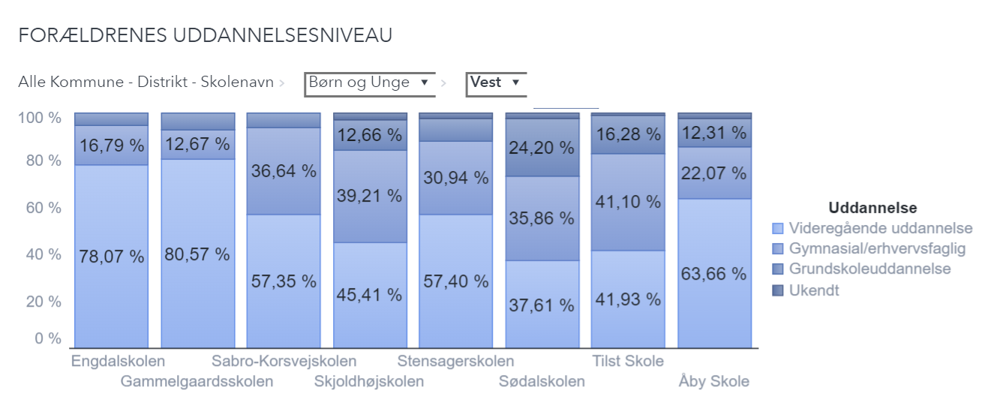 FORÆLDRENES UDDANNELSESNIVEAU
Alle Kommune - Distrikt - Skolenavn › Børn og Unge ▼ › Vest ▼
100 %
80 %
60 %
40 %
20 %
0 %
16,79 %
78,07 %
12,67 %
80,57 %
36,64 %
57,35 %
12,66 %
39,21 %
45,41 %
30,94 %
57,40 %
24,20 %
35,86 %
37,61 %
16,28 %
41,10 %
41,93 %
12,31 %
22,07 %
63,66 %
Engdalskolen
Gammelgaardsskolen
Sabro-Korsvejskolen
Skjoldhøjskolen
Stensagerskolen
Sødalskolen
Tilst Skole
Åby Skole
Uddannelse
Videregående uddannelse
Gymnasial/erhvervsfaglig
Grundskoleuddannelse
Ukendt